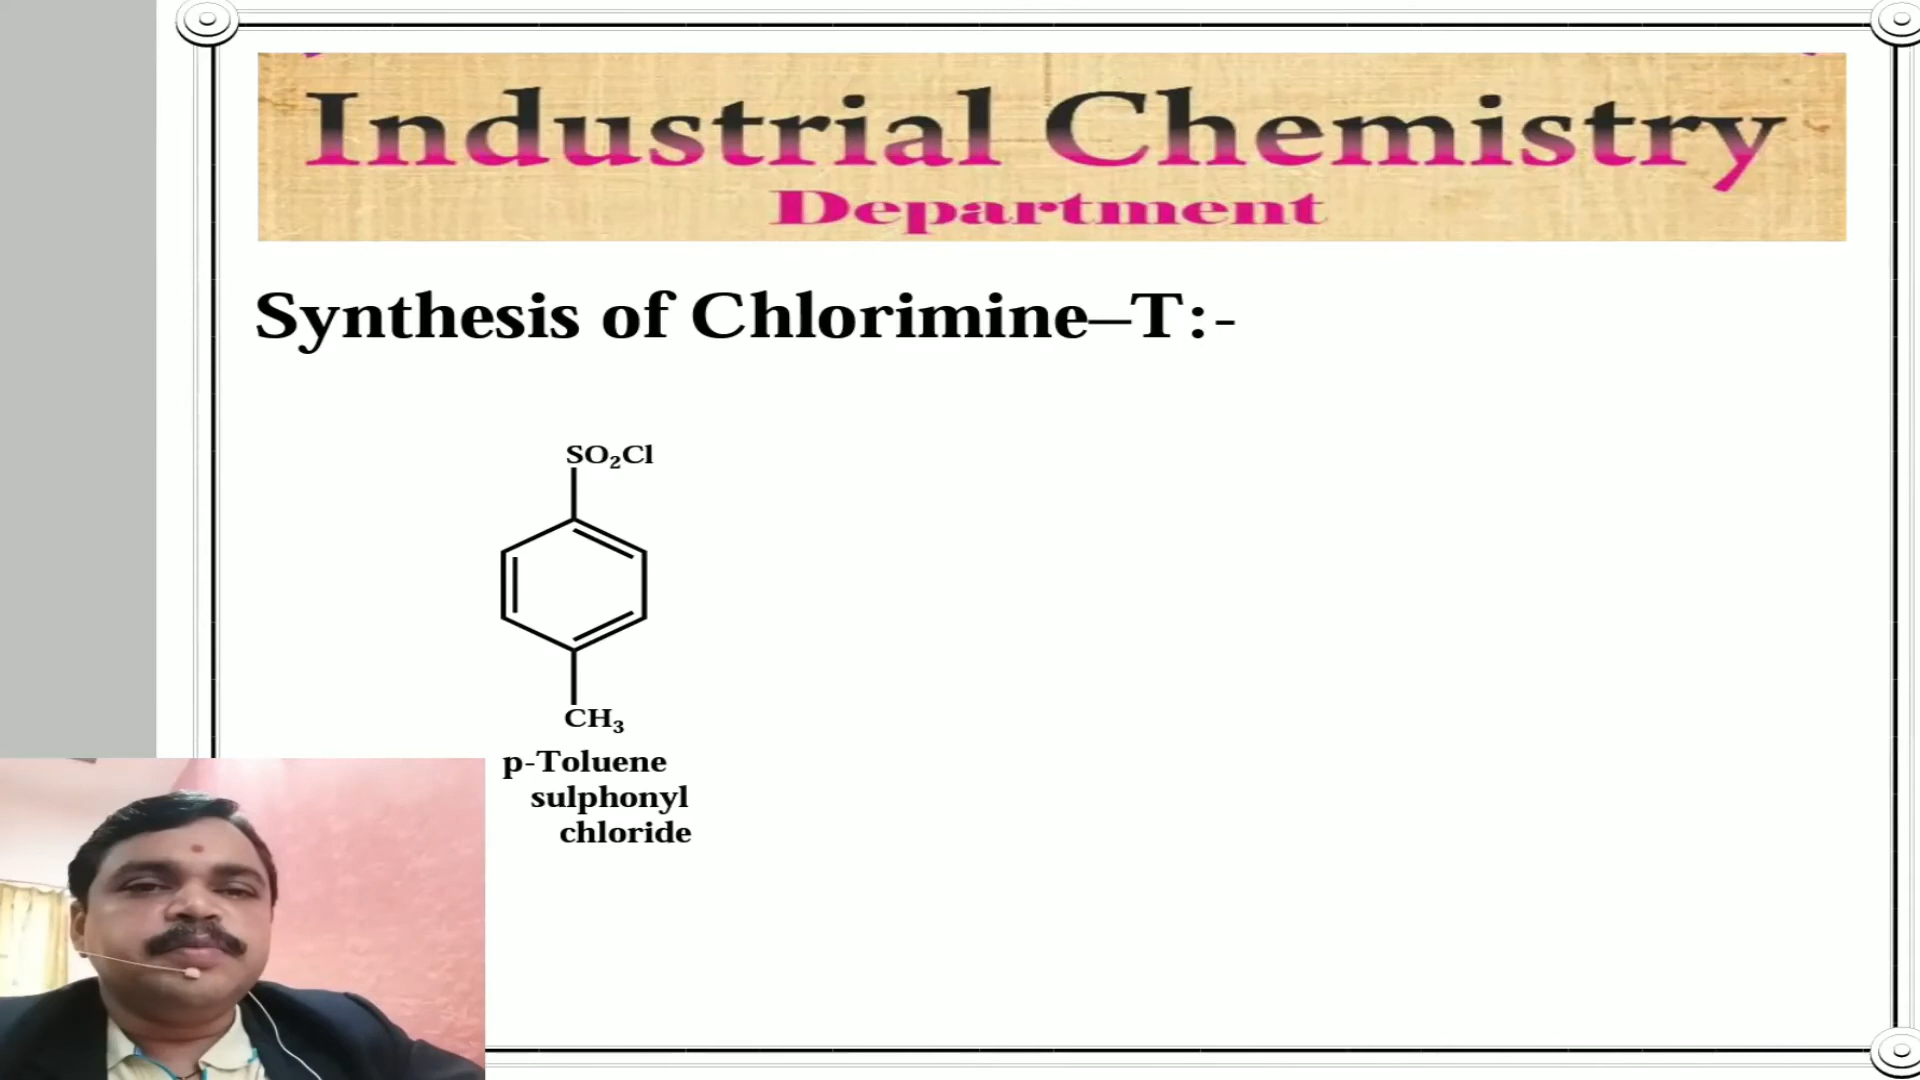 Industrial Chemistry
Department
Synthesis of Chlorimine–T:-
SO₂Cl
CH₃
p-Toluene
sulphonyl
chloride